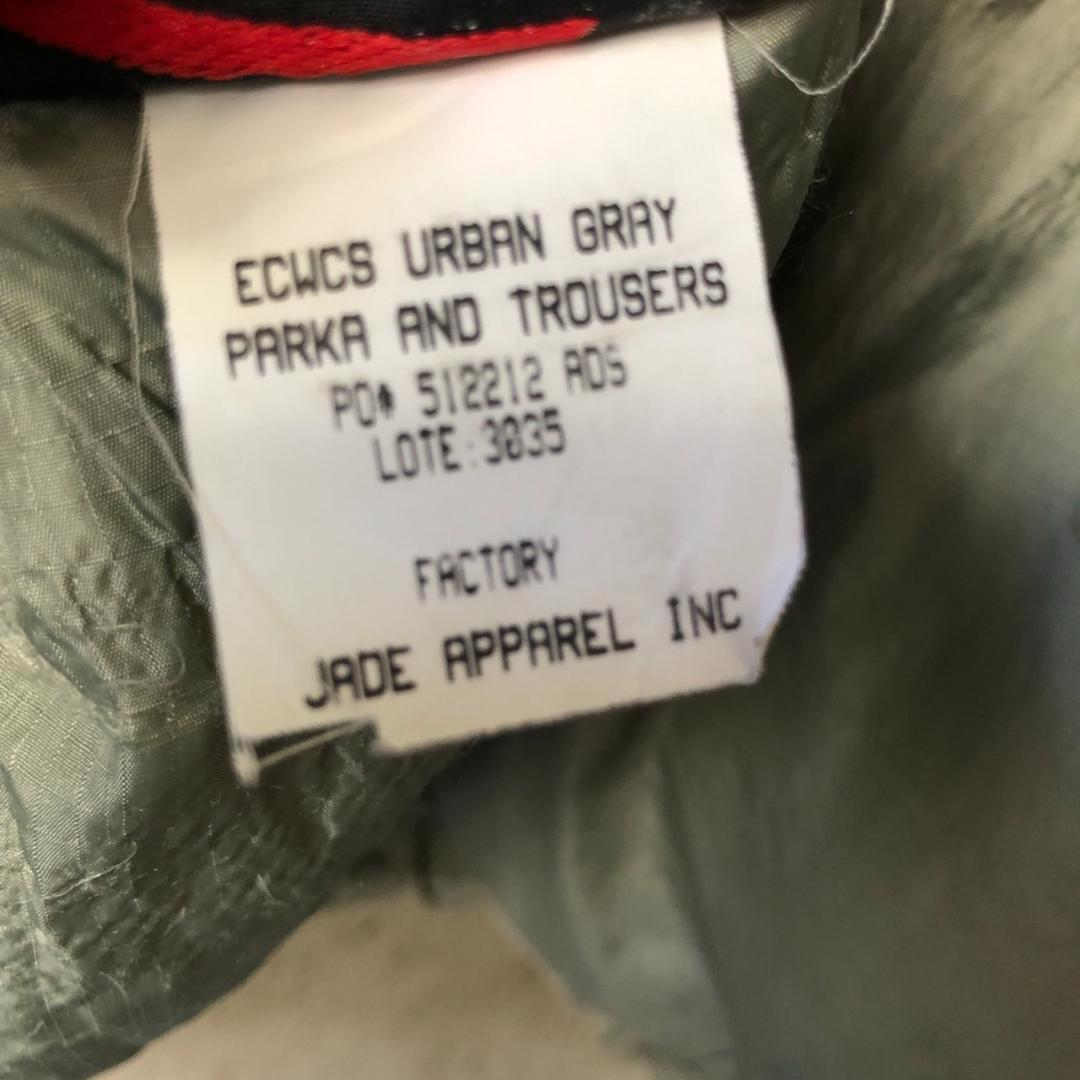 ECWCS URBAN GRAY
PARKA AND TROUSERS
PO# 512212 ADS
LOTE:3035
FACTORY
JADE APPAREL INC